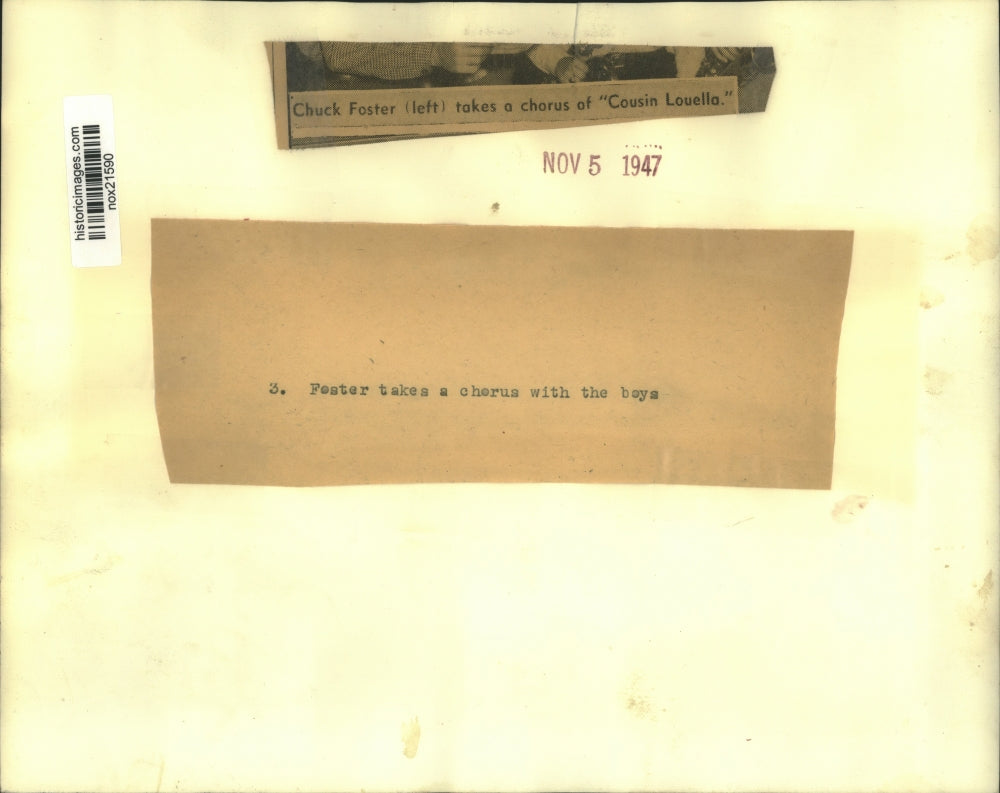 Chuck Foster (left) takes a chorus of "Cousin Louella."
NOV 5 1947
historicimages.com
nox21590
3. Foster takes a chorus with the boys